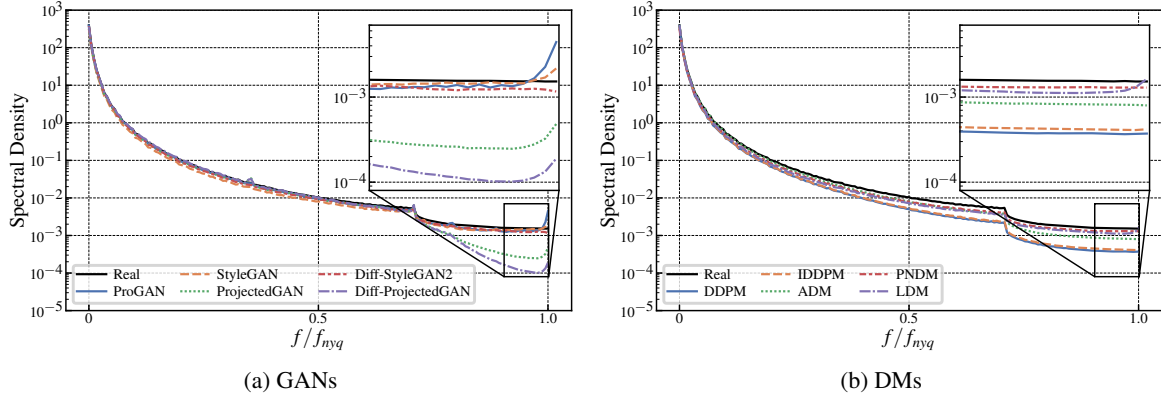 10^3
10^2
10^1
10^0
10^-1
10^-2
10^-3
10^-4
10^-5
Spectral Density
10^-3
10^-4
Real StyleGAN Diff-StyleGAN2
ProGAN ProjectedGAN Diff-ProjectedGAN
0 0.5 1.0
f/f_nyq
(a) GANs
10^3
10^2
10^1
10^0
10^-1
10^-2
10^-3
10^-4
10^-5
Spectral Density
10^-3
10^-4
Real IDDPM PNDM
DDPM ADM LDM
0 0.5 1.0
f/f_nyq
(b) DMs